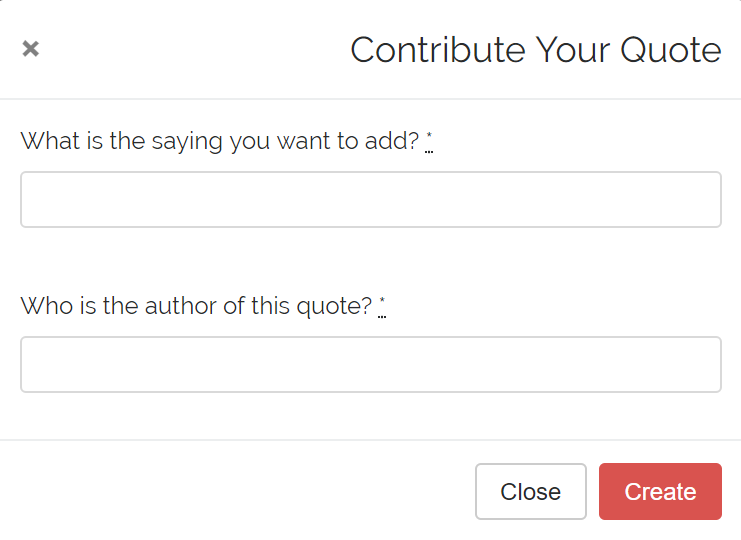 × Contribute Your Quote
What is the saying you want to add? *
Who is the author of this quote? *
Close Create